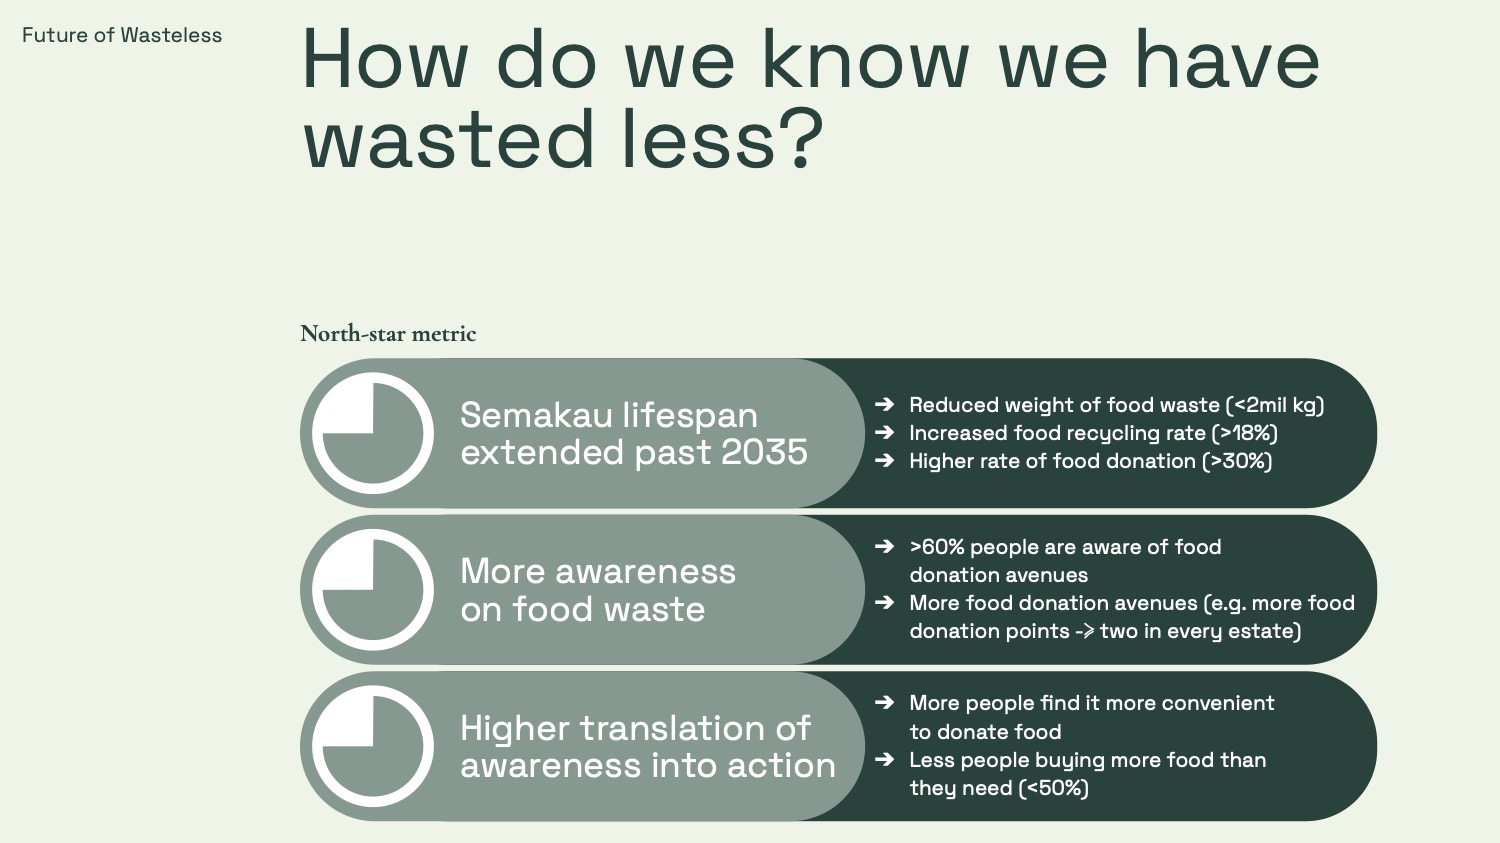 Future of Wasteless
How do we know we have
wasted less?
North-star metric
Semakau lifespan
extended past 2035
➔ Reduced weight of food waste (<2mil kg)
➔ Increased food recycling rate (>18%)
➔ Higher rate of food donation (>30%)
More awareness
on food waste
➔ >60% people are aware of food
donation avenues
➔ More food donation avenues (e.g. more food
donation points -> two in every estate)
Higher translation of
awareness into action
➔ More people find it more convenient
to donate food
➔ Less people buying more food than
they need (<50%)